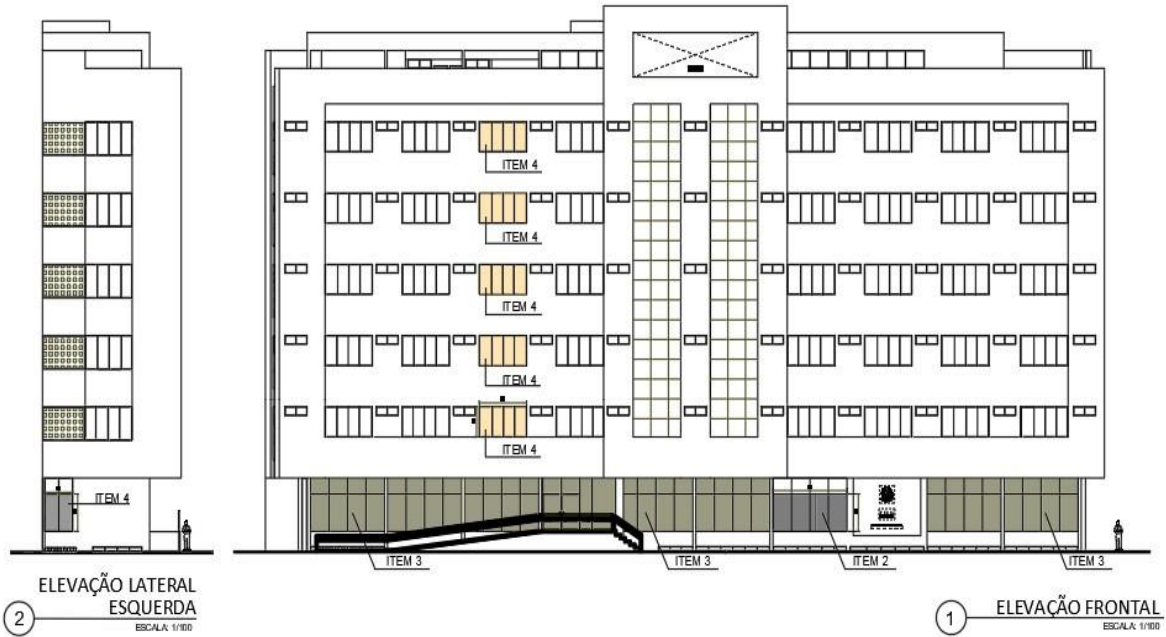 ITEM 4
ITEM 4
ITEM 4
ITEM 4
ITEM 4
ITEM 4
ITEM 3
ITEM 3
ITEM 2
ITEM 3
2
ELEVAÇÃO LATERAL
ESQUERDA
ESCALA: 1/100
1
ELEVAÇÃO FRONTAL
ESCALA: 1/100